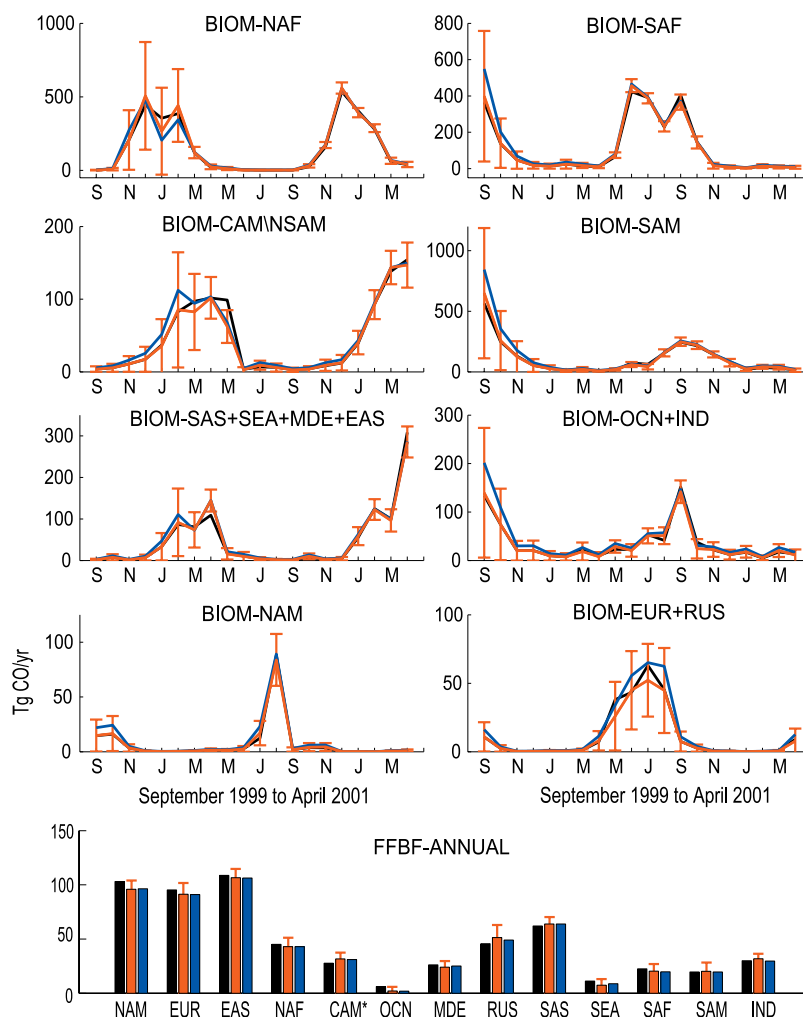 BIOM-NAF
1000
500
0
S N J M M J S N J M
BIOM-SAF
800
600
400
200
0
S N J M M J S N J M
BIOM-CAM\NSAM
200
100
0
S N J M M J S N J M
BIOM-SAM
1000
500
0
S N J M M J S N J M
BIOM-SAS+SEA+MDE+EAS
300
200
100
0
S N J M M J S N J M
BIOM-OCN+IND
300
200
100
0
S N J M M J S N J M
BIOM-NAM
Tg CO/yr
100
50
0
S N J M M J S N J M
September 1999 to April 2001
BIOM-EUR+RUS
100
50
0
S N J M M J S N J M
September 1999 to April 2001
FFBF-ANNUAL
150
100
50
0
NAM EUR EAS NAF CAM* OCN MDE RUS SAS SEA SAF SAM IND